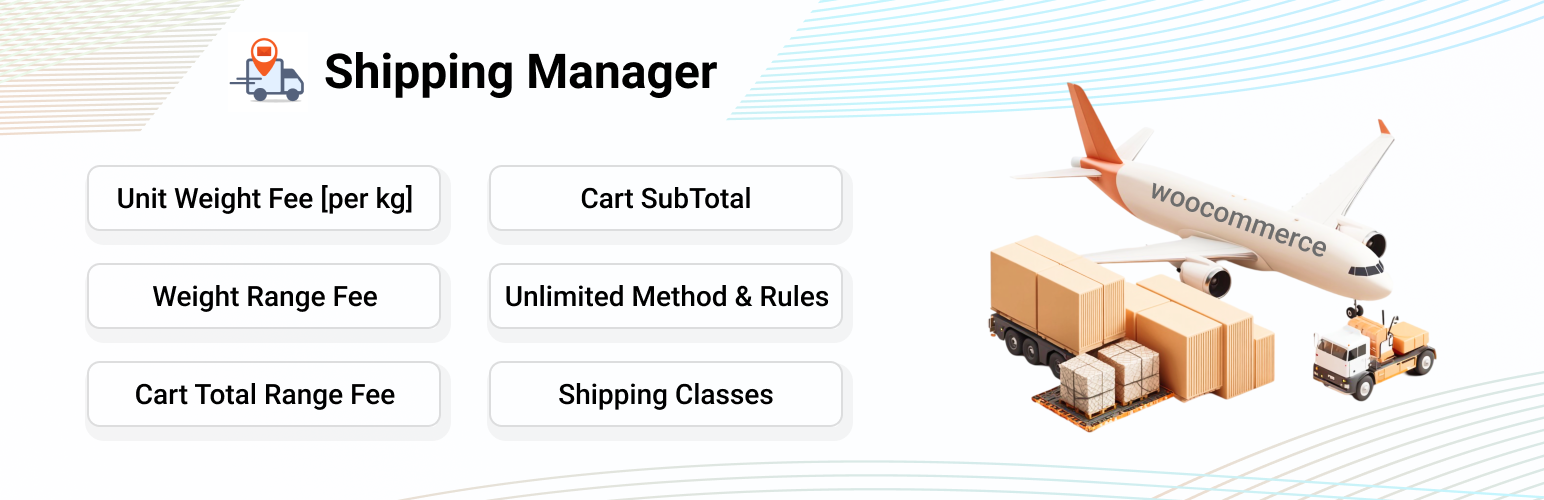 Shipping Manager
Unit Weight Fee [per kg]
Cart SubTotal
Weight Range Fee
Unlimited Method & Rules
Cart Total Range Fee
Shipping Classes
woocommerce